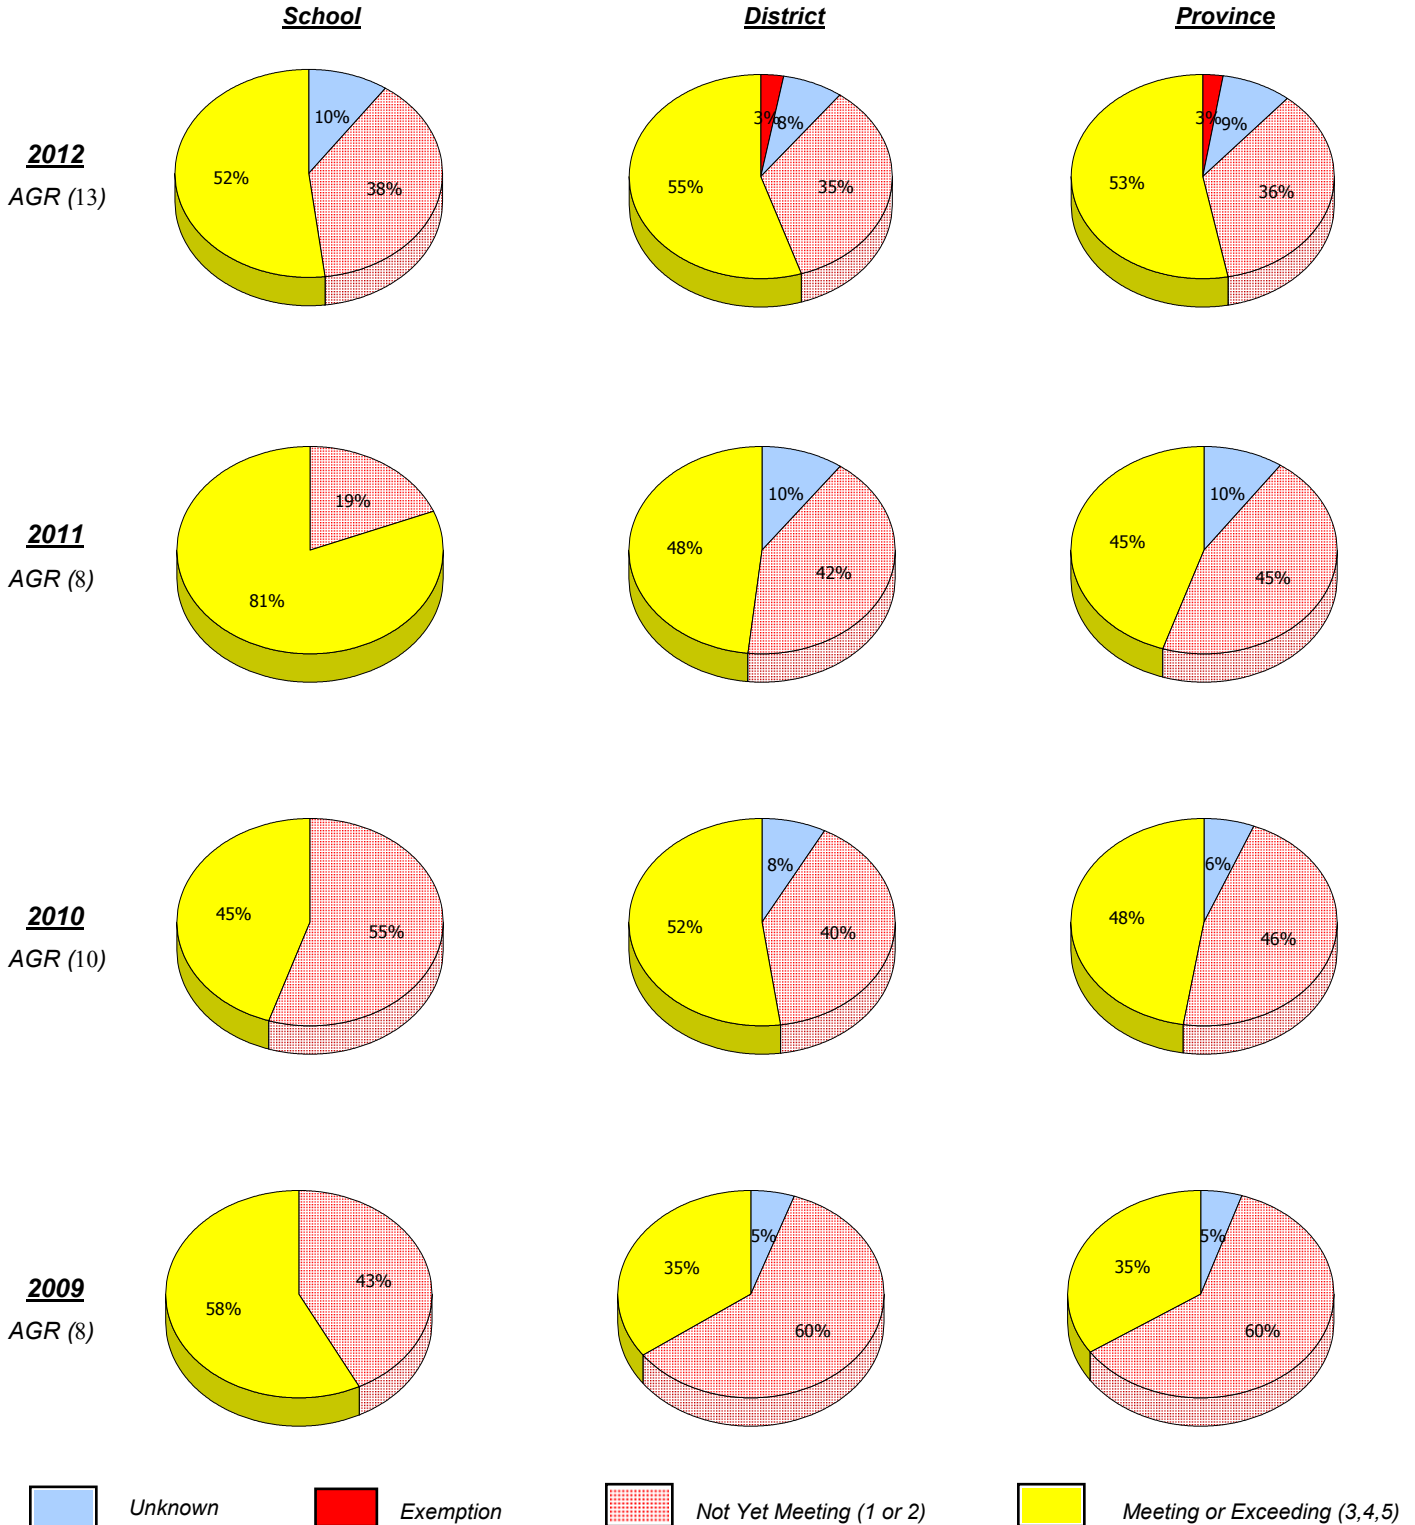 School District Province
10% 3% 8% 3% 9%
2012
52% 38% 55% 35% 53% 36%
AGR (13)
19% 10% 10%
2011
81% 48% 42% 45% 45%
AGR (8)
8% 6%
2010
45% 55% 52% 40% 48% 46%
AGR (10)
5% 5%
2009
58% 43% 35% 60% 35% 60%
AGR (8)
Unknown Exemption Not Yet Meeting (1 or 2) Meeting or Exceeding (3,4,5)